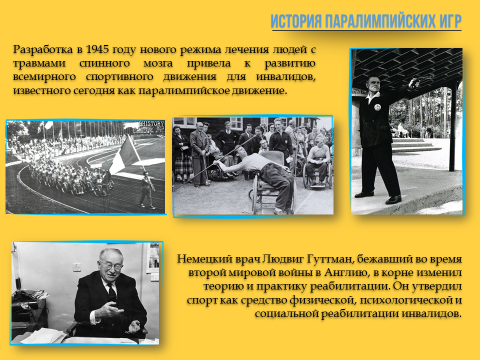 ИСТОРИЯ ПАРАЛИМПИЙСКИХ ИГР
Разработка в 1945 году нового режима лечения людей с
травмами спинного мозга привела к развитию
всемирного спортивного движения для инвалидов,
известного сегодня как паралимпийское движение.
HISTORY
Немецкий врач Людвиг Гуттман, бежавший во время
второй мировой войны в Англию, в корне изменил
теорию и практику реабилитации. Он утвердил
спорт как средство физической, психологической и
социальной реабилитации инвалидов.